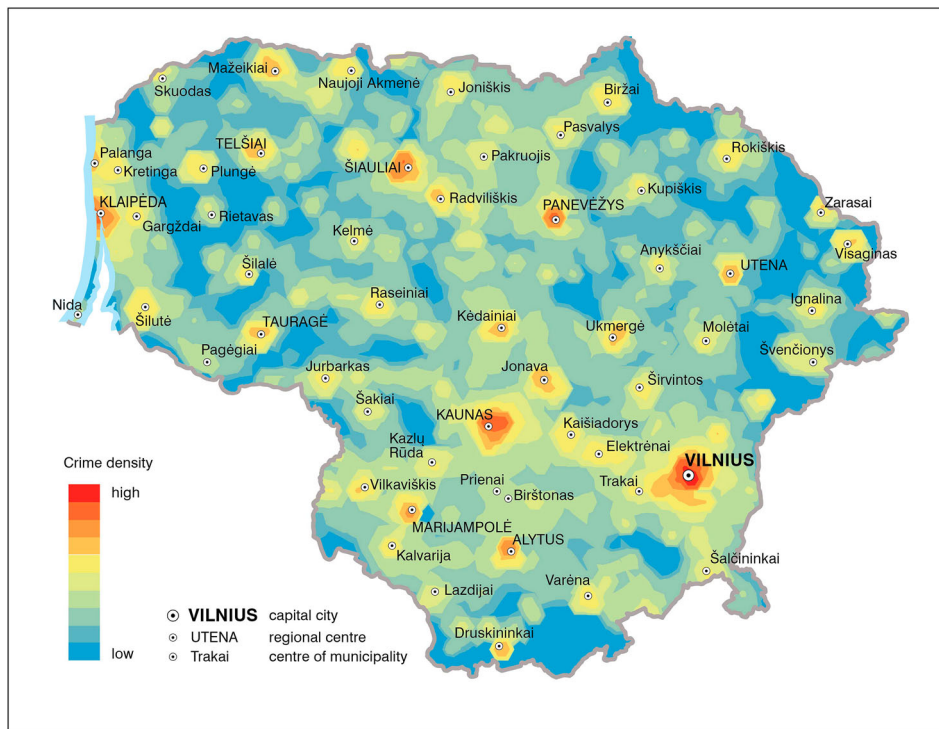 Mažeikiai
Skuodas
Naujoji Akmenė
Joniškis
Biržai
Pasvalys
Palanga
Kretinga
TELŠIAI
Plungė
ŠIAULIAI
Pakruojis
Rokiškis
Radviliškis
Kupiškis
KLAIPĖDA
Gargždai
Rietavas
PANEVĖŽYS
Zarasai
Kelmė
Visaginas
Šilalė
Anykščiai
UTENA
Nida
Šilutė
Raseiniai
Ignalina
TAURAGĖ
Kėdainiai
Ukmergė
Molėtai
Pagėgiai
Švenčionys
Jurbarkas
Jonava
Širvintos
Šakiai
KAUNAS
Kaišiadorys
Kazlų
Rūda
Elektrėnai
VILNIUS
Vilkaviškis
Prienai
Birštonas
Trakai
MARIJAMPOLĖ
ALYTUS
Kalvarija
Šalčininkai
Lazdijai
Varėna
Druskininkai
Crime density
high
low
VILNIUS capital city
UTENA regional centre
Trakai centre of municipality